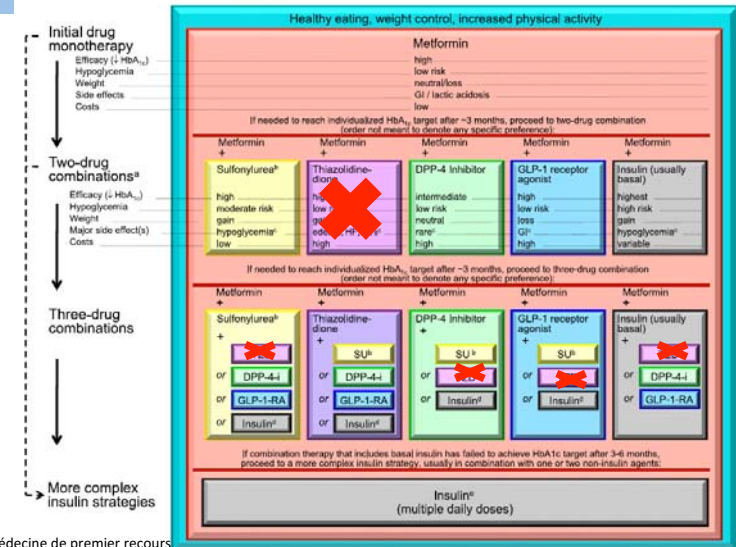 Healthy eating, weight control, increased physical activity
Initial drug
monotherapy
Metformin
Efficacy (↓ HbA1c) high
Hypoglycemia low risk
Weight neutral/loss
Side effects GI / lactic acidosis
Costs low
If needed to reach individualized HbA1c target after ~3 months, proceed to two-drug combination
(order not meant to denote any specific preference):
Metformin Metformin Metformin Metformin Metformin
+ + + + +
Two-drug
combinationsa
Sulfonylureab Thiazolidine-
dione DPP-4 Inhibitor GLP-1 receptor
agonist Insulin (usually
basal)
Efficacy (↓ HbA1c) high intermediate high highest
Hypoglycemia moderate risk low risk low risk high risk
Weight gain neutral loss gain
Major side effect(s) hypoglycemiac rarec GIc hypoglycemiac
Costs low high high high variable
If needed to reach individualized HbA1c target after ~3 months, proceed to three-drug combination
(order not meant to denote any specific preference):
Metformin Metformin Metformin Metformin Metformin
+ + + + +
Three-drug
combinations
Sulfonylureab Thiazolidine-
dione DPP-4 Inhibitor GLP-1 receptor
agonist Insulin (usually
basal)
+ + + + +
SUb SUb SUb
or DPP-4-i or DPP-4-i or or or DPP-4-i
or GLP-1-RA or GLP-1-RA or Insulind or Insulind or GLP-1-RA
or Insulind or Insulind
If combination therapy that includes basal insulin has failed to achieve HbA1c target after 3-6 months,
proceed to a more complex insulin strategy, usually in combination with one or two non-insulin agents:
More complex
insulin strategies
Insuline
(multiple daily doses)
édecine de premier recours